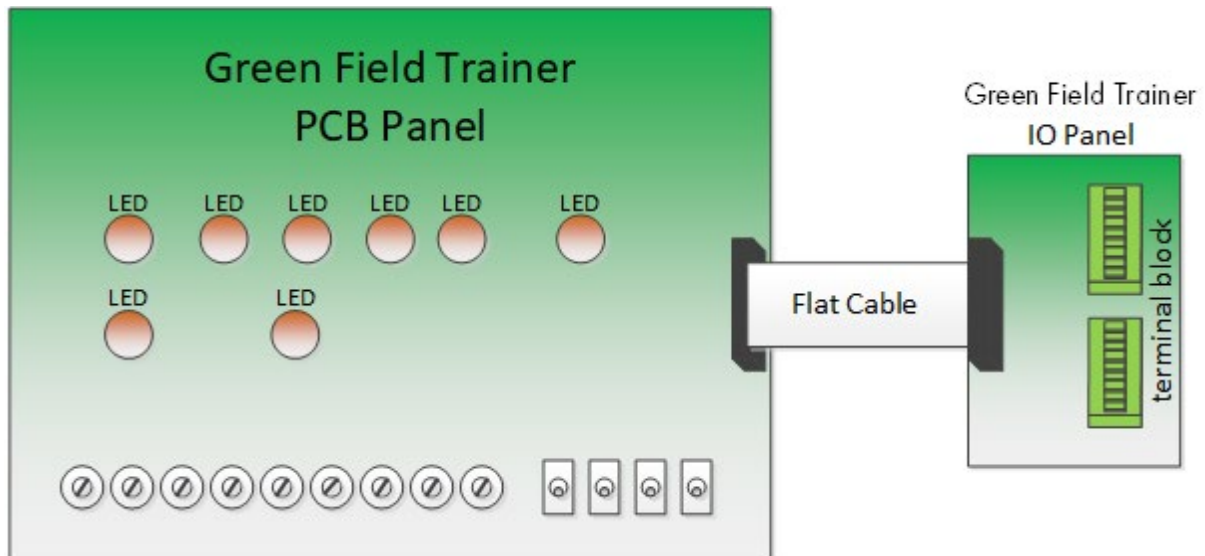 Green Field Trainer
PCB Panel
LED LED LED LED LED LED
LED LED
Flat Cable
Green Field Trainer
IO Panel
terminal block